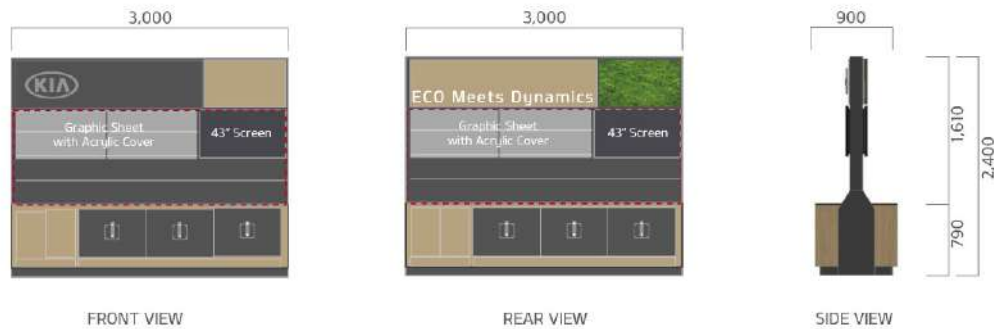 3,000
3,000
900
KIA
ECO Meets Dynamics
Graphic Sheet
with Acrylic Cover
43" Screen
Graphic Sheet
with Acrylic Cover
43" Screen
1,610
2,400
790
FRONT VIEW
REAR VIEW
SIDE VIEW